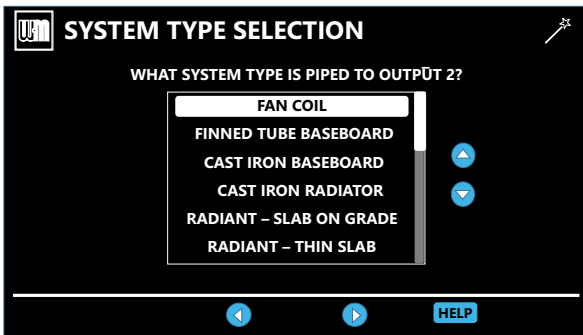 WM SYSTEM TYPE SELECTION
WHAT SYSTEM TYPE IS PIPED TO OUTPUT 2?
FAN COIL
FINNED TUBE BASEBOARD
CAST IRON BASEBOARD
CAST IRON RADIATOR
RADIANT – SLAB ON GRADE
RADIANT – THIN SLAB
HELP